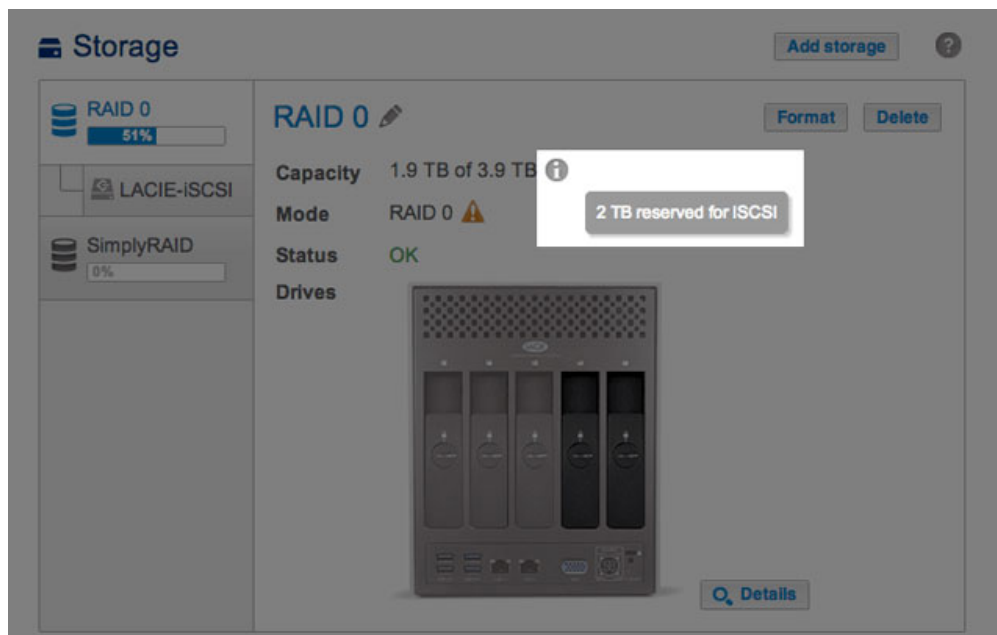 Storage
Add storage
?
RAID 0
51%
LACIE-iSCSI
SimplyRAID
0%
RAID 0
Format
Delete
Capacity 1.9 TB of 3.9 TB
Mode RAID 0
2 TB reserved for ISCSI
Status OK
Drives
Details